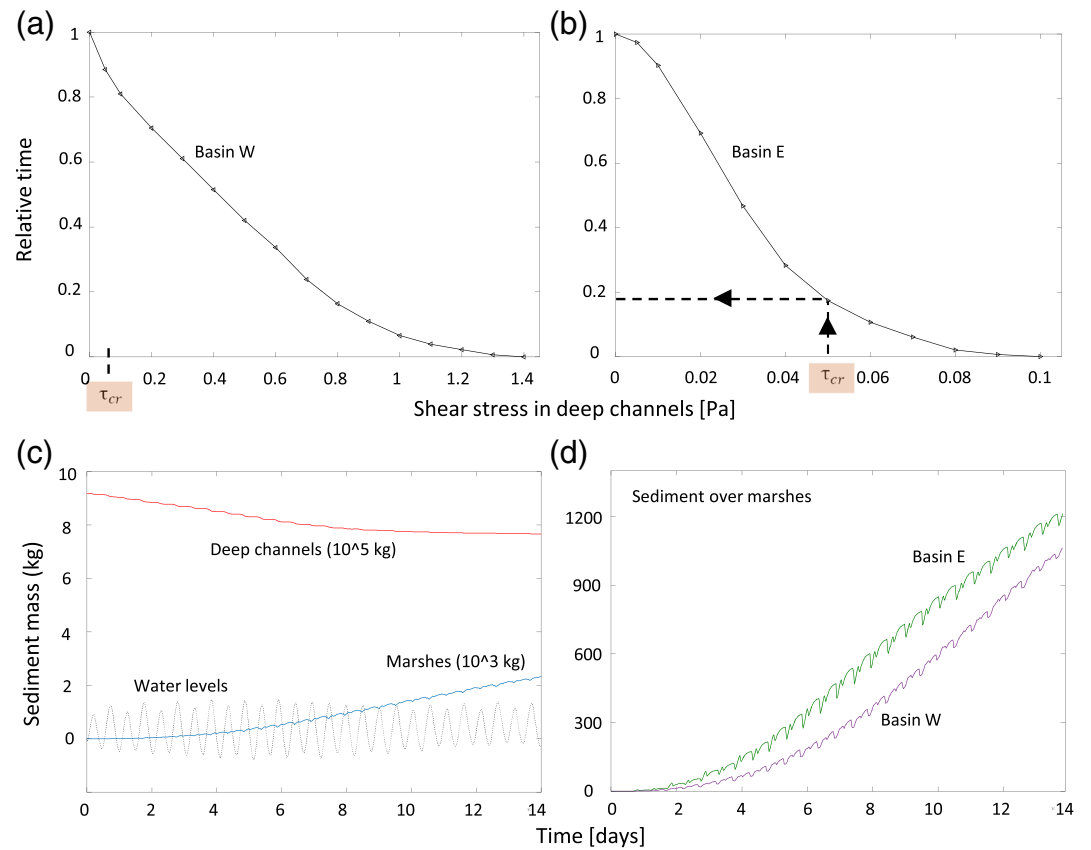 (a)
(b)
1
0.8
0.6
0.4
0.2
0
Relative time
Basin W
0
0.2
0.4
0.6
0.8
1
1.2
1.4
τcr
1
0.8
0.6
0.4
0.2
0
Basin E
0
0.02
0.04
0.06
0.08
0.1
τcr
Shear stress in deep channels [Pa]
(c)
(d)
10
8
6
4
2
0
Sediment mass (kg)
Deep channels (10^5 kg)
Marshes (10^3 kg)
Water levels
0
2
4
6
8
10
12
14
Sediment over marshes
1200
900
600
300
0
Basin E
Basin W
0
2
4
6
8
10
12
14
Time [days]